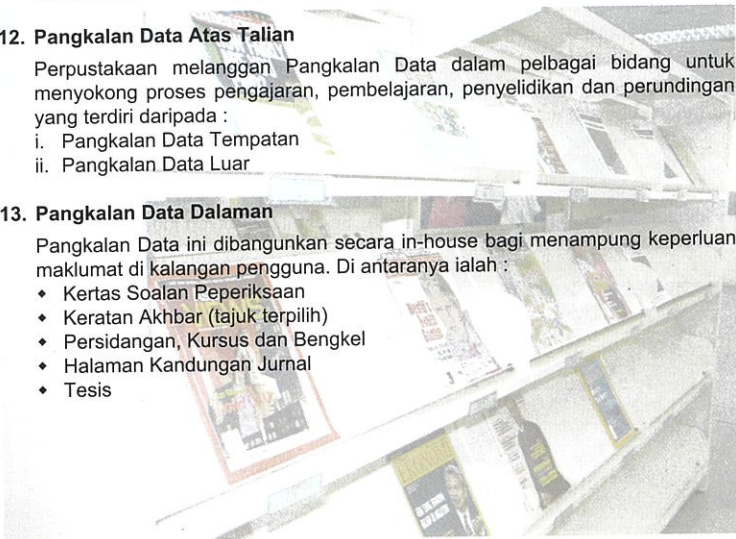 12. Pangkalan Data Atas Talian
Perpustakaan melanggan Pangkalan Data dalam pelbagai bidang untuk
menyokong proses pengajaran, pembelajaran, penyelidikan dan perundingan
yang terdiri daripada :
i. Pangkalan Data Tempatan
ii. Pangkalan Data Luar
13. Pangkalan Data Dalaman
Pangkalan Data ini dibangunkan secara in-house bagi menampung keperluan
maklumat di kalangan pengguna. Di antaranya ialah :
◆ Kertas Soalan Peperiksaan
◆ Keratan Akhbar (tajuk terpilih)
◆ Persidangan, Kursus dan Bengkel
◆ Halaman Kandungan Jurnal
◆ Tesis